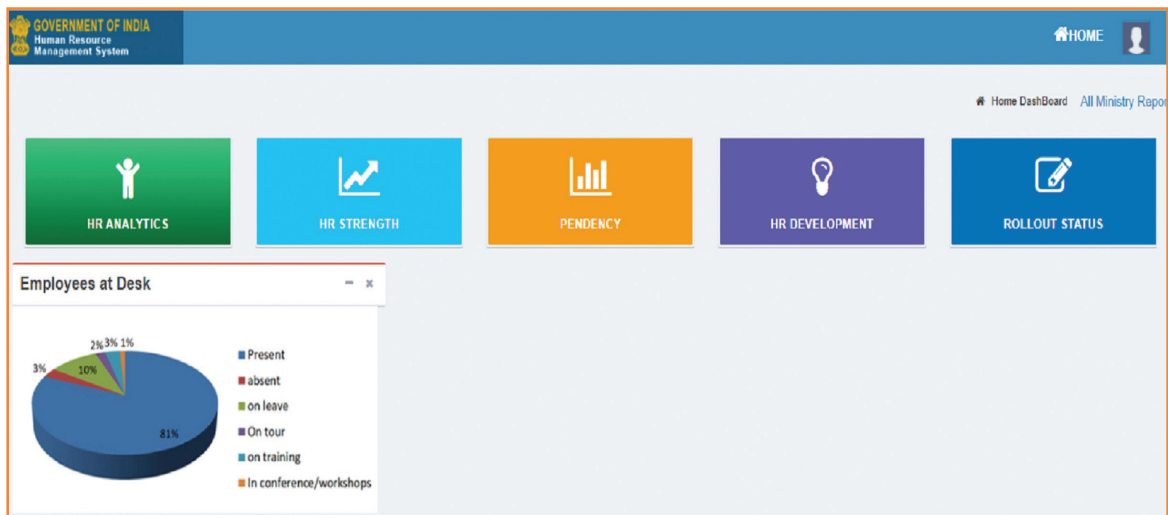 GOVERNMENT OF INDIA
Human Resource
Management System
HOME
Home DashBoard All Ministry Repor
HR ANALYTICS
HR STRENGTH
PENDENCY
HR DEVELOPMENT
ROLLOUT STATUS
Employees at Desk
2% 3% 1%
3%
10%
81%
Present
absent
on leave
On tour
on training
In conference/workshops